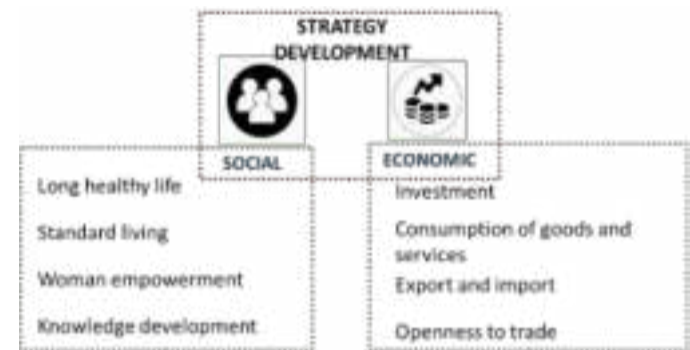 STRATEGY
DEVELOPMENT
SOCIAL
Long healthy life
Standard living
Woman empowerment
Knowledge development
ECONOMIC
Investment
Consumption of goods and
services
Export and import
Openness to trade